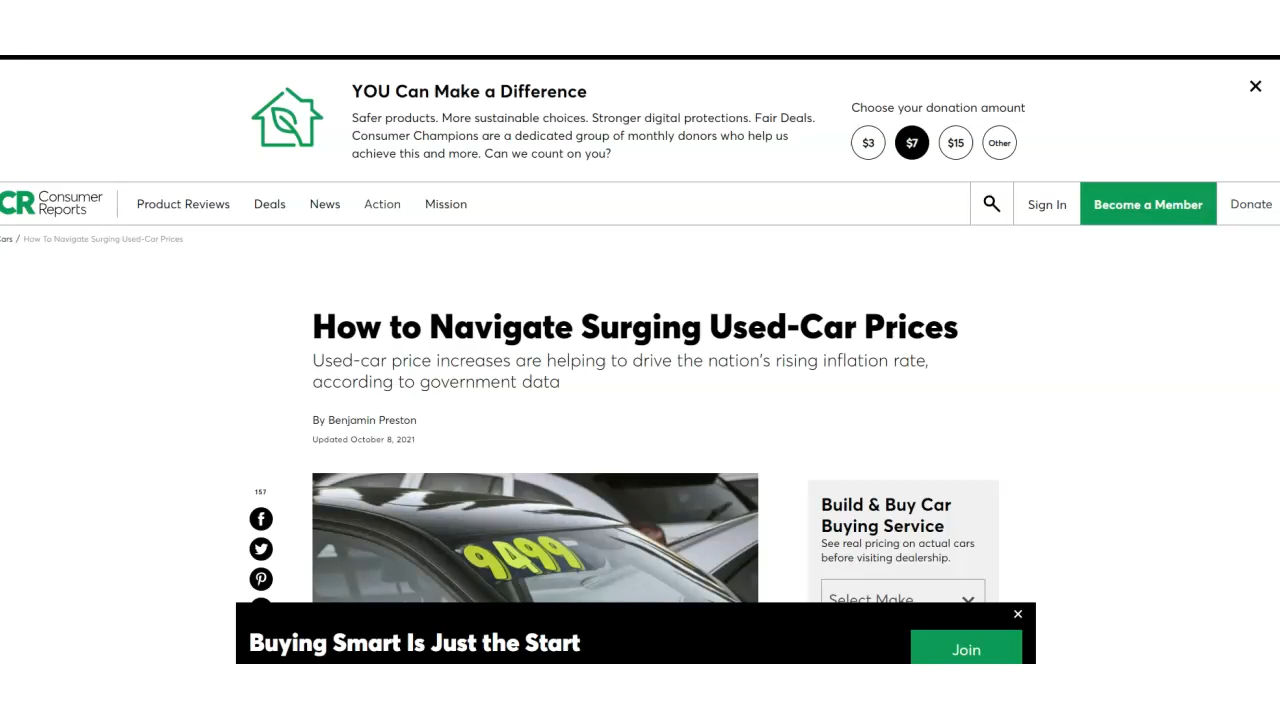 YOU Can Make a Difference
Safer products. More sustainable choices. Stronger digital protections. Fair Deals.
Consumer Champions are a dedicated group of monthly donors who help us
achieve this and more. Can we count on you?
Choose your donation amount
$3 $7 $15 Other
CR Consumer Reports
Product Reviews Deals News Action Mission
Sign In Become a Member Donate
Cars / How To Navigate Surging Used-Car Prices
How to Navigate Surging Used-Car Prices
Used-car price increases are helping to drive the nation's rising inflation rate,
according to government data
By Benjamin Preston
Updated October 8, 2021
157
9499
Build & Buy Car
Buying Service
See real pricing on actual cars
before visiting dealership.
Select Make
Buying Smart Is Just the Start
Join